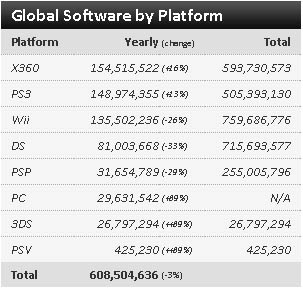 Global Software by Platform
Platform Yearly (change) Total
X360 154,515,522 (+16%) 593,730,573
PS3 148,974,355 (+13%) 505,393,130
Wii 135,502,236 (-26%) 759,686,776
DS 81,003,668 (-33%) 715,693,577
PSP 31,654,789 (-29%) 255,005,796
PC 29,631,542 (+89%) N/A
3DS 26,797,294 (++89%) 26,797,294
PSV 425,230 (++89%) 425,230
Total 608,504,636 (-3%)